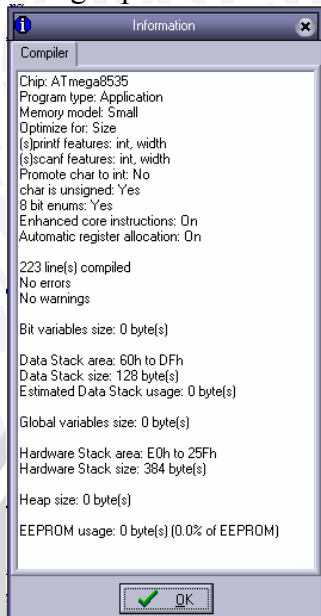 Information
Compiler
Chip: ATmega8535
Program type: Application
Memory model: Small
Optimize for: Size
(s)printf features: int, width
(s)scanf features: int, width
Promote char to int: No
char is unsigned: Yes
8 bit enums: Yes
Enhanced core instructions: On
Automatic register allocation: On
223 line(s) compiled
No errors
No warnings
Bit variables size: 0 byte(s)
Data Stack area: 60h to DFh
Data Stack size: 128 byte(s)
Estimated Data Stack usage: 0 byte(s)
Global variables size: 0 byte(s)
Hardware Stack area: E0h to 25Fh
Hardware Stack size: 384 byte(s)
Heap size: 0 byte(s)
EEPROM usage: 0 byte(s) (0.0% of EEPROM)
OK